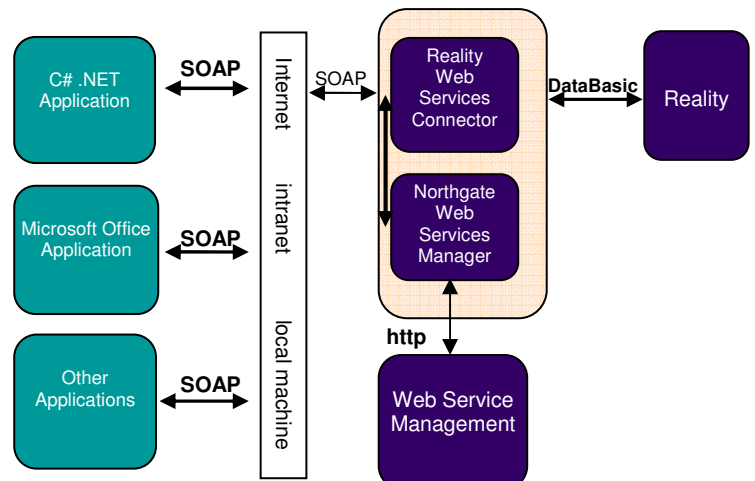 C# .NET
Application
SOAP
Microsoft Office
Application
SOAP
Other
Applications
SOAP
Internet
intranet
local machine
SOAP
Reality
Web
Services
Connector
Northgate
Web
Services
Manager
DataBasic
Reality
http
Web Service
Management